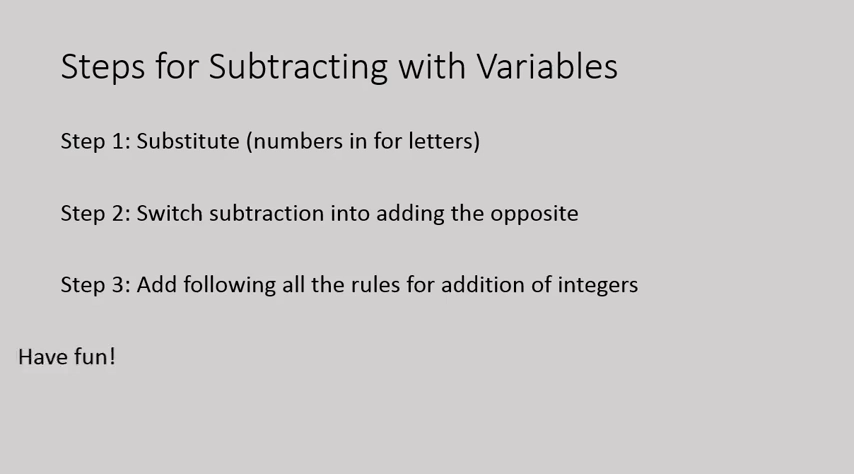 Steps for Subtracting with Variables
Step 1: Substitute (numbers in for letters)
Step 2: Switch subtraction into adding the opposite
Step 3: Add following all the rules for addition of integers
Have fun!